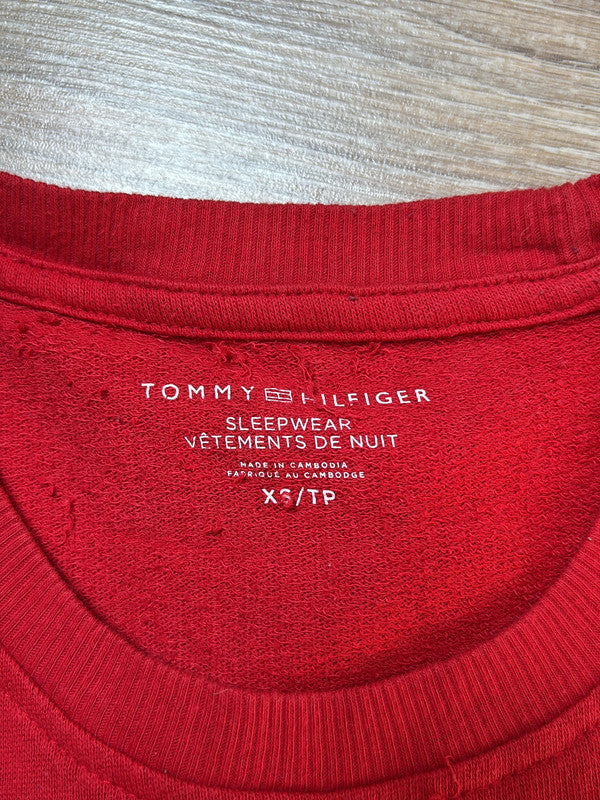 TOMMY HILFIGER
SLEEPWEAR
VÊTEMENTS DE NUIT
MADE IN CAMBODIA
FABRIQUÉ AU CAMBODGE
XS/TP